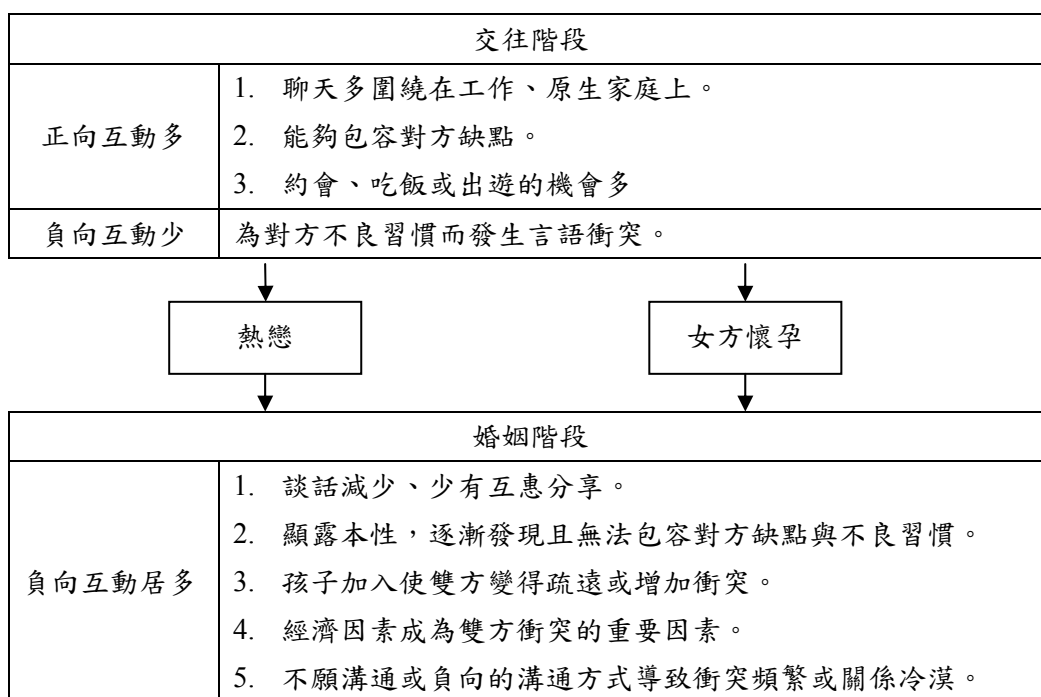 交往階段
正向互動多
1. 聊天多圍繞在工作、原生家庭上。
2. 能夠包容對方缺點。
3. 約會、吃飯或出遊的機會多
負向互動少
為對方不良習慣而發生言語衝突。
熱戀
女方懷孕
婚姻階段
負向互動居多
1. 談話減少、少有互惠分享。
2. 顯露本性，逐漸發現且無法包容對方缺點與不良習慣。
3. 孩子加入使雙方變得疏遠或增加衝突。
4. 經濟因素成為雙方衝突的重要因素。
5. 不願溝通或負向的溝通方式導致衝突頻繁或關係冷漠。